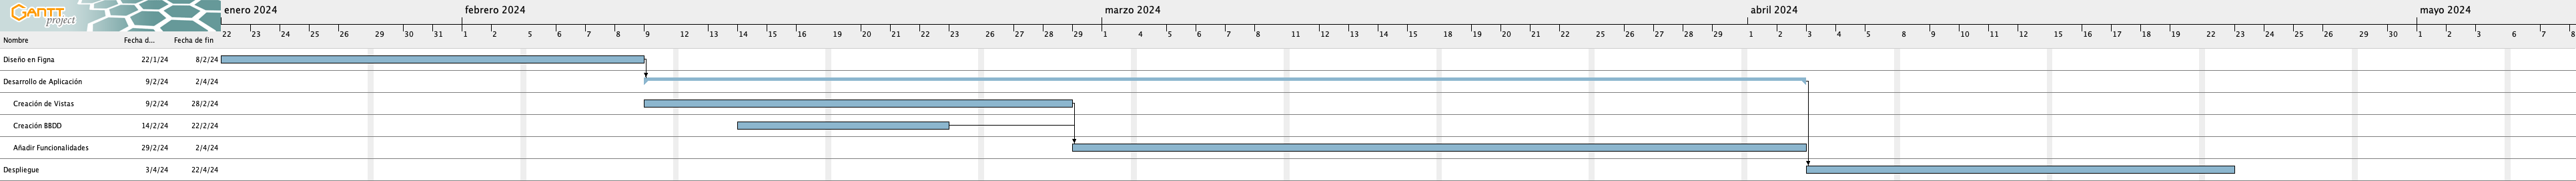 GANTT project
enero 2024 febrero 2024 marzo 2024 abril 2024 mayo 2024
22 23 24 25 26 29 30 31 1 2 5 6 7 8 9 12 13 14 15 16 19 20 21 22 23 26 27 28 29 1 4 5 6 7 8 11 12 13 14 15 18 19 20 21 22 25 26 27 28 29 1 2 3 4 5 8 9 10 11 12 15 16 17 18 19 22 23 24 25 26 29 30 1 2 3 6 7 8
Nombre Fecha d... Fecha de fin
Diseño en Figna 22/1/24 8/2/24
Desarrollo de Aplicación 9/2/24 2/4/24
Creación de Vistas 9/2/24 28/2/24
Creación BBDD 14/2/24 22/2/24
Añadir Funcionalidades 29/2/24 2/4/24
Despliegue 3/4/24 22/4/24